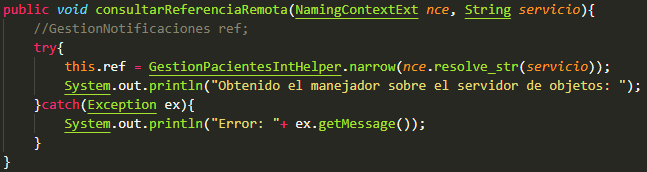 public void consultarReferenciaRemota(NamingContextExt nce, String servicio){
//GestionNotificaciones ref;
try{
this.ref = GestionPacientesIntHelper.narrow(nce.resolve_str(servicio));
System.out.println("Obtenido el manejador sobre el servidor de objetos: ");
}catch(Exception ex){
System.out.println("Error: "+ ex.getMessage());
}
}